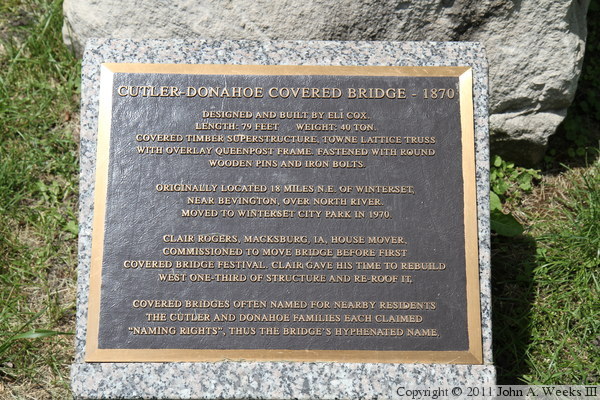 CUTLER-DONAHOE COVERED BRIDGE - 1870
DESIGNED AND BUILT BY ELI COX.
LENGTH: 79 FEET WEIGHT: 40 TON.
COVERED TIMBER SUPERSTRUCTURE, TOWNE LATTICE TRUSS
WITH OVERLAY QUEENPOST FRAME. FASTENED WITH ROUND
WOODEN PINS AND IRON BOLTS.
ORIGINALLY LOCATED 18 MILES N.E. OF WINTERSET,
NEAR BEVINGTON, OVER NORTH RIVER.
MOVED TO WINTERSET CITY PARK IN 1970.
CLAIR ROGERS, MACKSBURG, IA, HOUSE MOVER,
COMMISSIONED TO MOVE BRIDGE BEFORE FIRST
COVERED BRIDGE FESTIVAL. CLAIR GAVE HIS TIME TO REBUILD
WEST ONE-THIRD OF STRUCTURE AND RE-ROOF IT.
COVERED BRIDGES OFTEN NAMED FOR NEARBY RESIDENTS
THE CUTLER AND DONAHOE FAMILIES EACH CLAIMED
"NAMING RIGHTS", THUS THE BRIDGE'S HYPHENATED NAME.
Copyright © 2011 John A. Weeks III